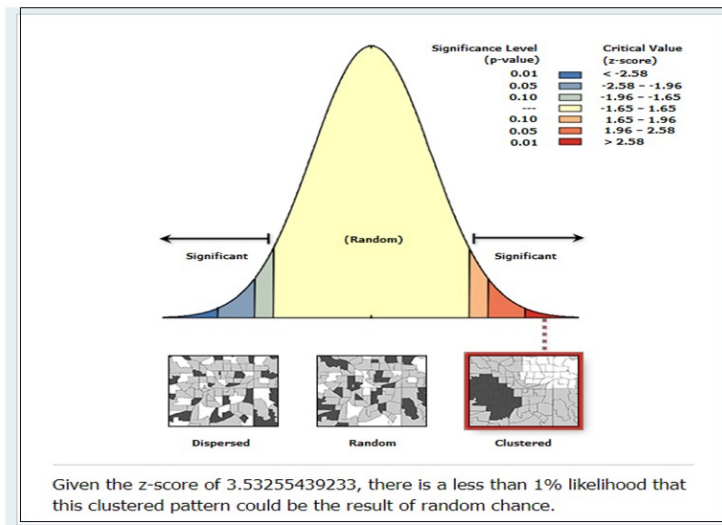 Significance Level Critical Value
(p-value) (z-score)
0.01 < -2.58
0.05 -2.58 – -1.96
0.10 -1.96 – -1.65
--- -1.65 – 1.65
0.10 1.65 – 1.96
0.05 1.96 – 2.58
0.01 > 2.58
(Random)
Significant Significant
Dispersed Random Clustered
Given the z-score of 3.53255439233, there is a less than 1% likelihood that
this clustered pattern could be the result of random chance.